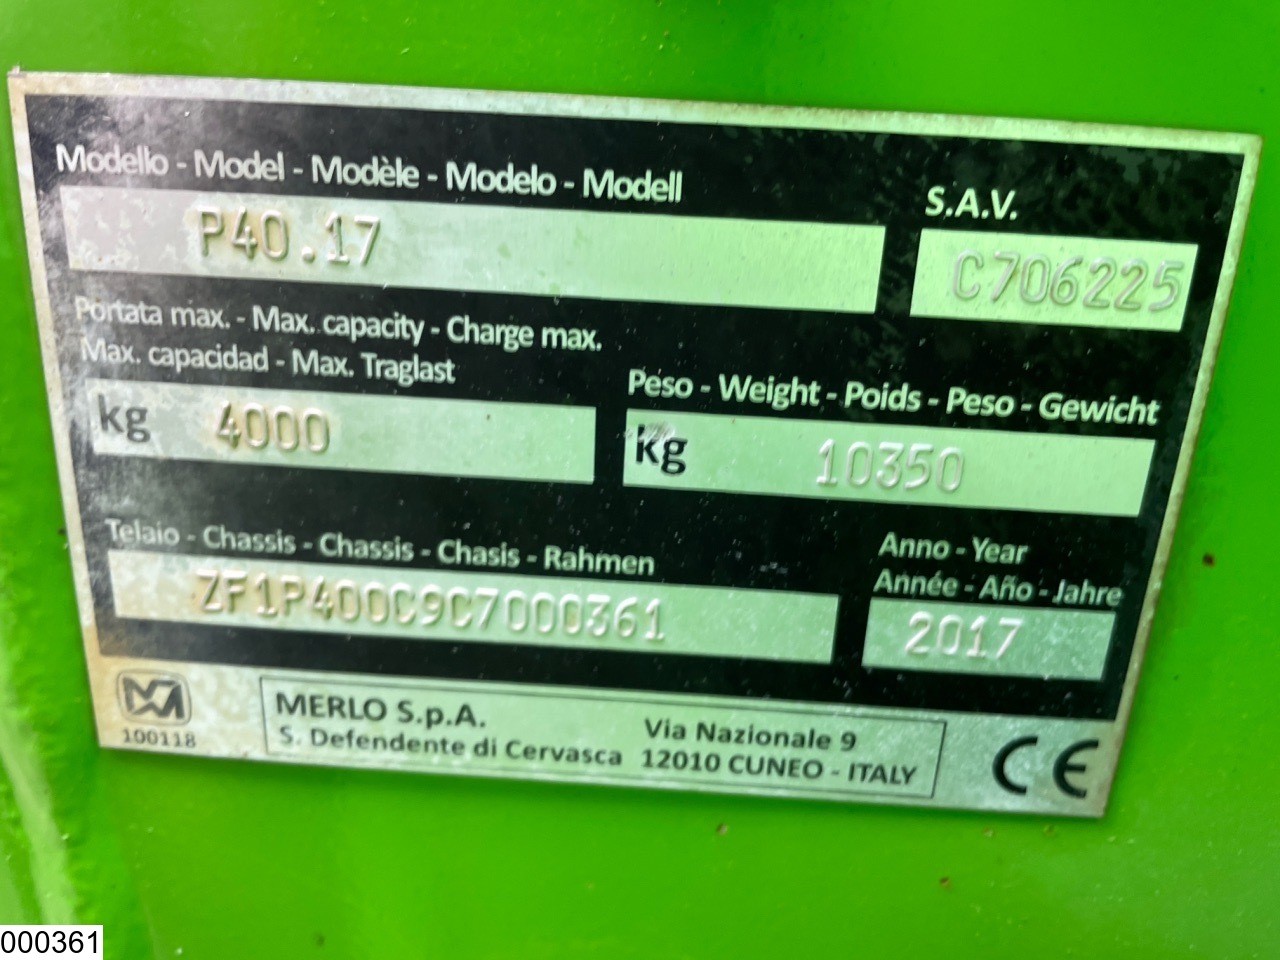 Modello - Model - Modèle - Modelo - Modell
P40.17
S.A.V.
C706225
Portata max. - Max. capacity - Charge max.
Max. capacidad - Max. Traglast
kg 4000
Peso - Weight - Poids - Peso - Gewicht
kg 10350
Telaio - Chassis - Chassis - Chasis - Rahmen
ZF1P400C9C7000361
Anno - Year
Année - Año - Jahre
2017
100118
MERLO S.p.A.
S. Defendente di Cervasca
Via Nazionale 9
12010 CUNEO - ITALY
CE
000361